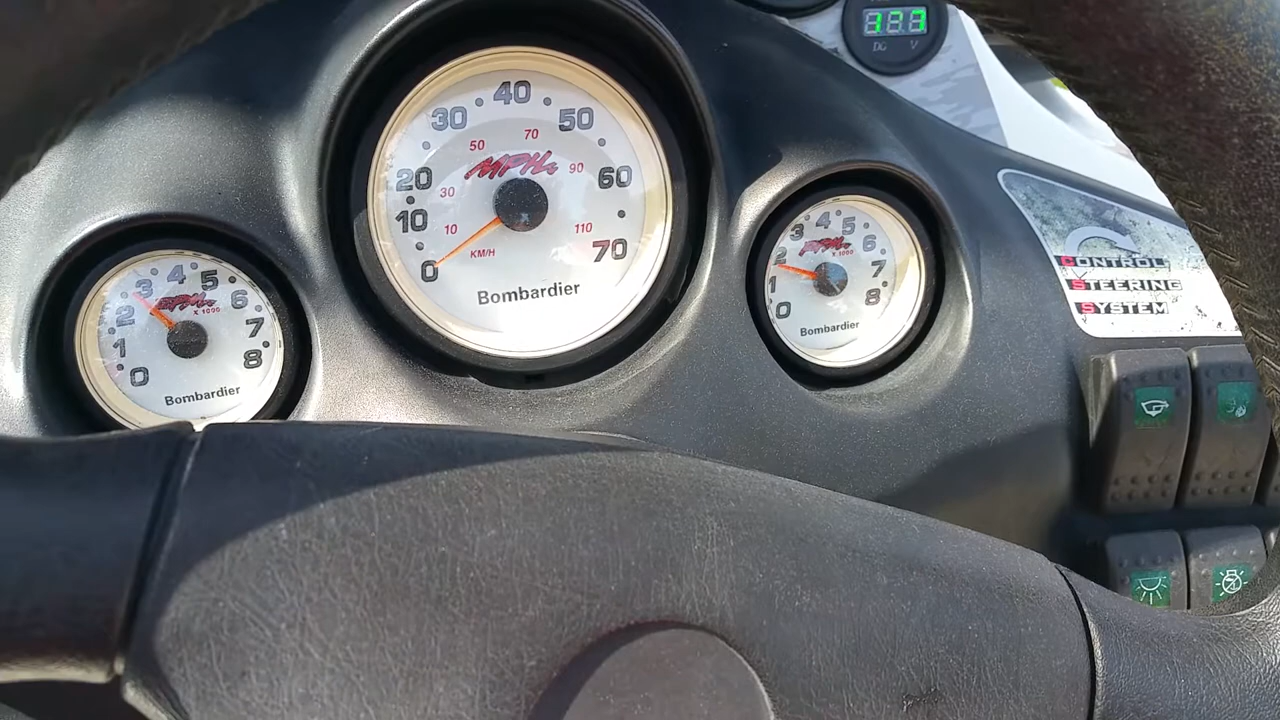 DC V
40
30 50
50 70
MPH
20 30 90 60
10 10 110
KM/H
0 70
Bombardier
3 4 5
2 6
RPM
X 1000
1 7
0 8
Bombardier
3 4 5
2 6
RPM
X 1000
1 7
0 8
Bombardier
CONTROL
STEERING
SYSTEM